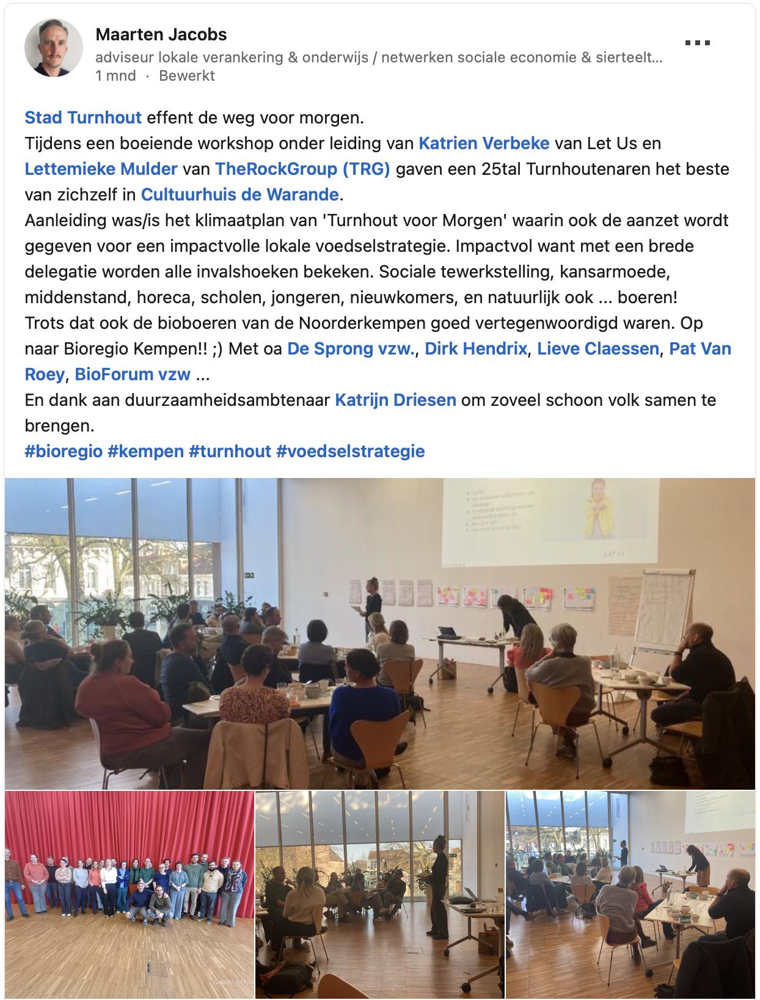 Maarten Jacobs
adviseur lokale verankering & onderwijs / netwerken sociale economie & sierteelt...
1 mnd · Bewerkt
Stad Turnhout effent de weg voor morgen.
Tijdens een boeiende workshop onder leiding van Katrien Verbeke van Let Us en
Lettemieke Mulder van TheRockGroup (TRG) gaven een 25tal Turnhoutenaren het beste
van zichzelf in Cultuurhuis de Warande.
Aanleiding was/is het klimaatplan van 'Turnhout voor Morgen' waarin ook de aanzet wordt
gegeven voor een impactvolle lokale voedselstrategie. Impactvol want met een brede
delegatie worden alle invalshoeken bekeken. Sociale tewerkstelling, kansarmoede,
middenstand, horeca, scholen, jongeren, nieuwkomers, en natuurlijk ook ... boeren!
Trots dat ook de bioboeren van de Noorderkempen goed vertegenwoordigd waren. Op
naar Bioregio Kempen!! ;) Met oa De Sprong vzw., Dirk Hendrix, Lieve Claessen, Pat Van
Roey, BioForum vzw ...
En dank aan duurzaamheidsambtenaar Katrijn Driesen om zoveel schoon volk samen te
brengen.
#bioregio #kempen #turnhout #voedselstrategie
Let us
Galaxy A34 5G